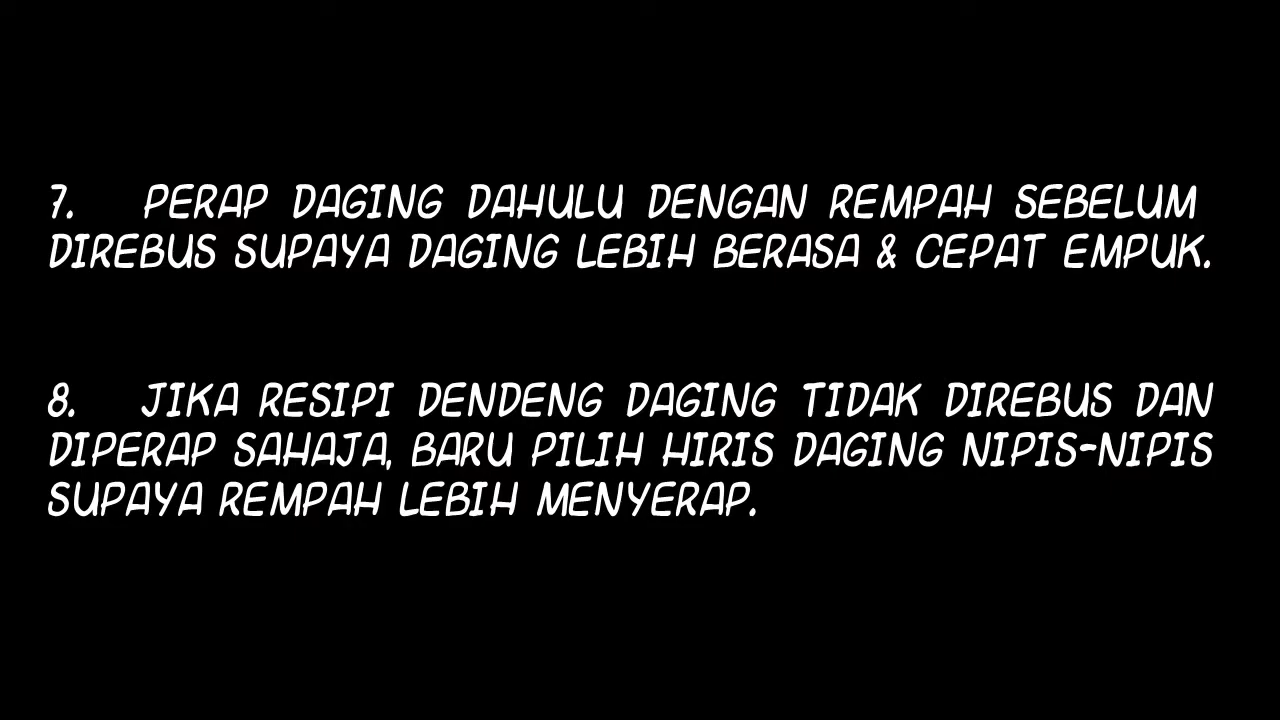 7. PERAP DAGING DAHULU DENGAN REMPAH SEBELUM
DIREBUS SUPAYA DAGING LEBIH BERASA & CEPAT EMPUK.
8. JIKA RESIPI DENDENG DAGING TIDAK DIREBUS DAN
DIPERAP SAHAJA, BARU PILIH HIRIS DAGING NIPIS-NIPIS
SUPAYA REMPAH LEBIH MENYERAP.